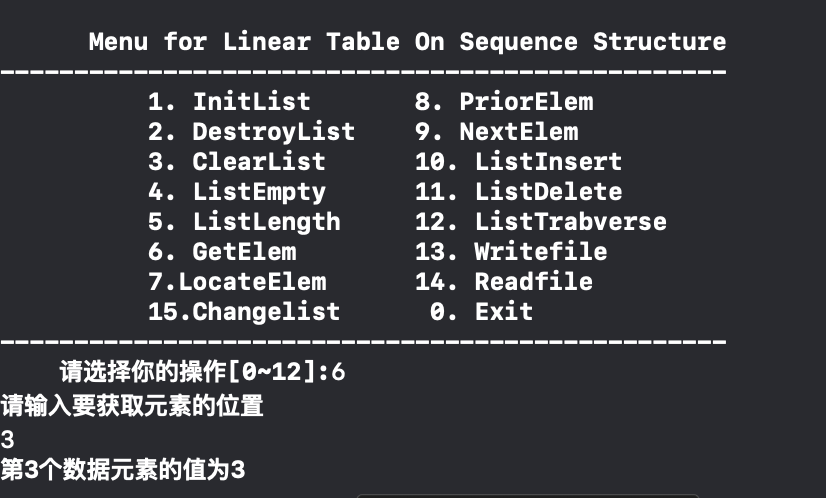 Menu for Linear Table On Sequence Structure
-------------------------------------------------
1. InitList 8. PriorElem
2. DestroyList 9. NextElem
3. ClearList 10. ListInsert
4. ListEmpty 11. ListDelete
5. ListLength 12. ListTrabverse
6. GetElem 13. Writefile
7.LocateElem 14. Readfile
15.Changelist 0. Exit
-------------------------------------------------
请选择你的操作[0~12]:6
请输入要获取元素的位置
3
第3个数据元素的值为3